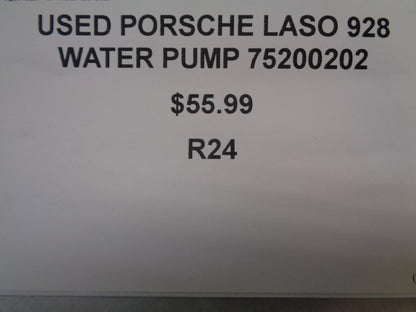 USED PORSCHE LASO 928
WATER PUMP 75200202
$55.99
R24